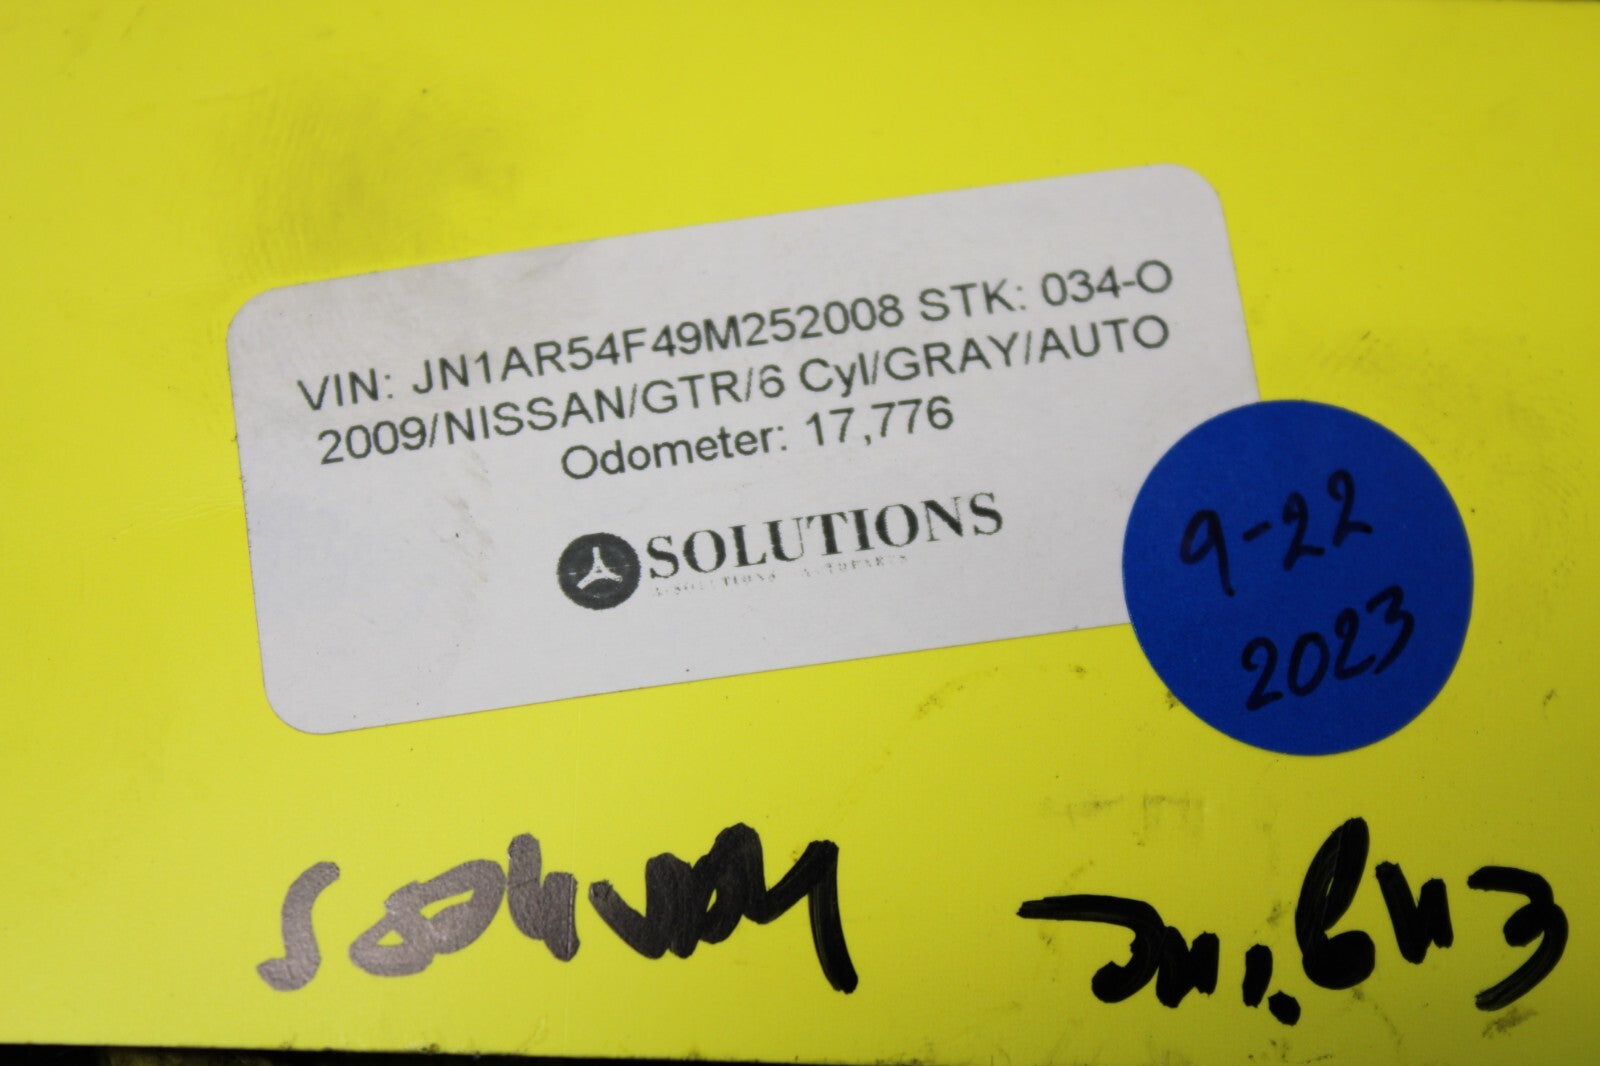 VIN: JN1AR54F49M252008 STK: 034-O
2009/NISSAN/GTR/6 Cyl/GRAY/AUTO
Odometer: 17,776
SOLUTIONS
9-22
2023